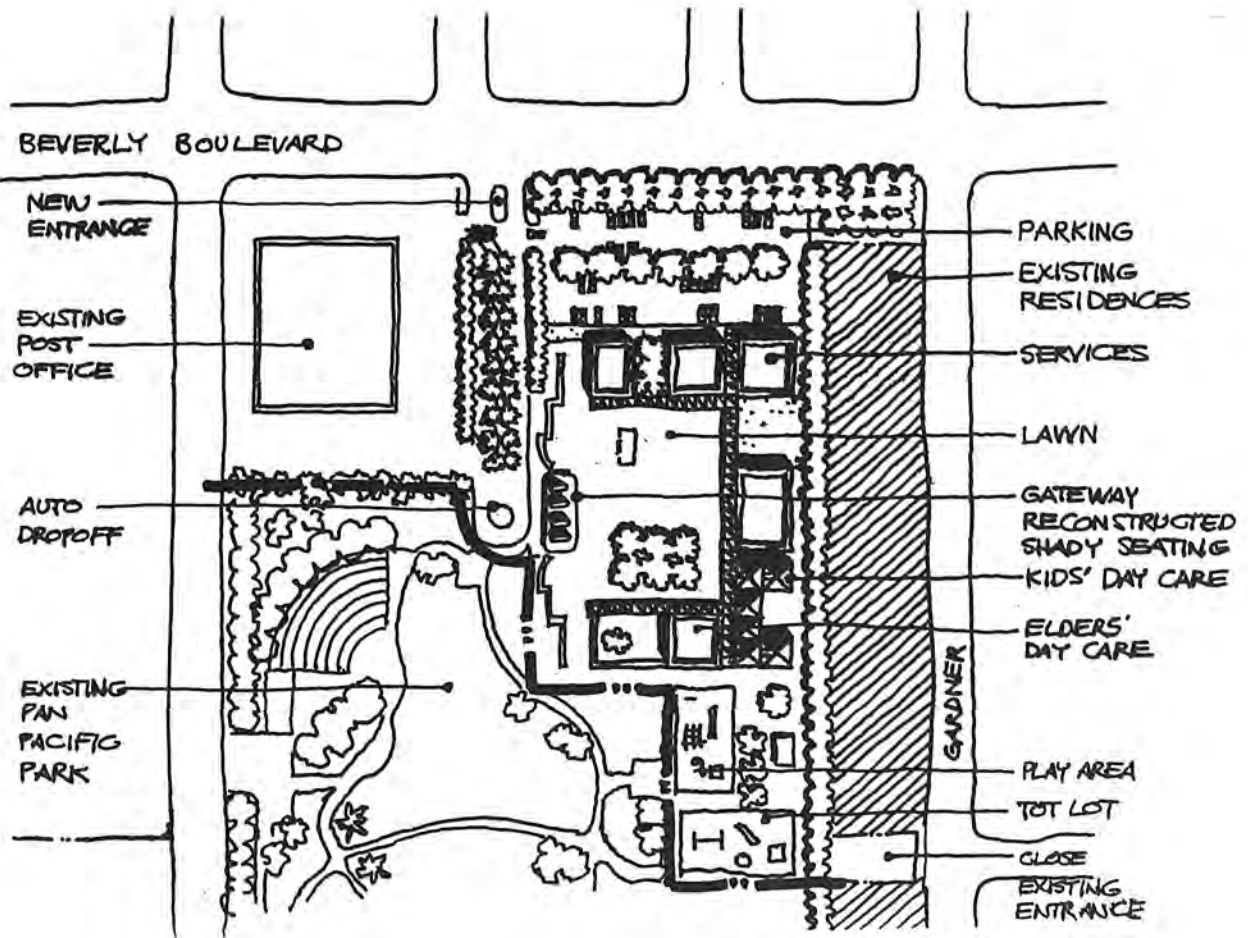 BEVERLY BOULEVARD
NEW
ENTRANCE
EXISTING
POST
OFFICE
AUTO
DROPOFF
EXISTING
PAN
PACIFIC
PARK
PARKING
EXISTING
RESIDENCES
SERVICES
LAWN
GATEWAY
RECONSTRUCTED
SHADY SEATING
KIDS' DAY CARE
ELDERS'
DAY CARE
GARDNER
PLAY AREA
TOT LOT
CLOSE
EXISTING
ENTRANCE